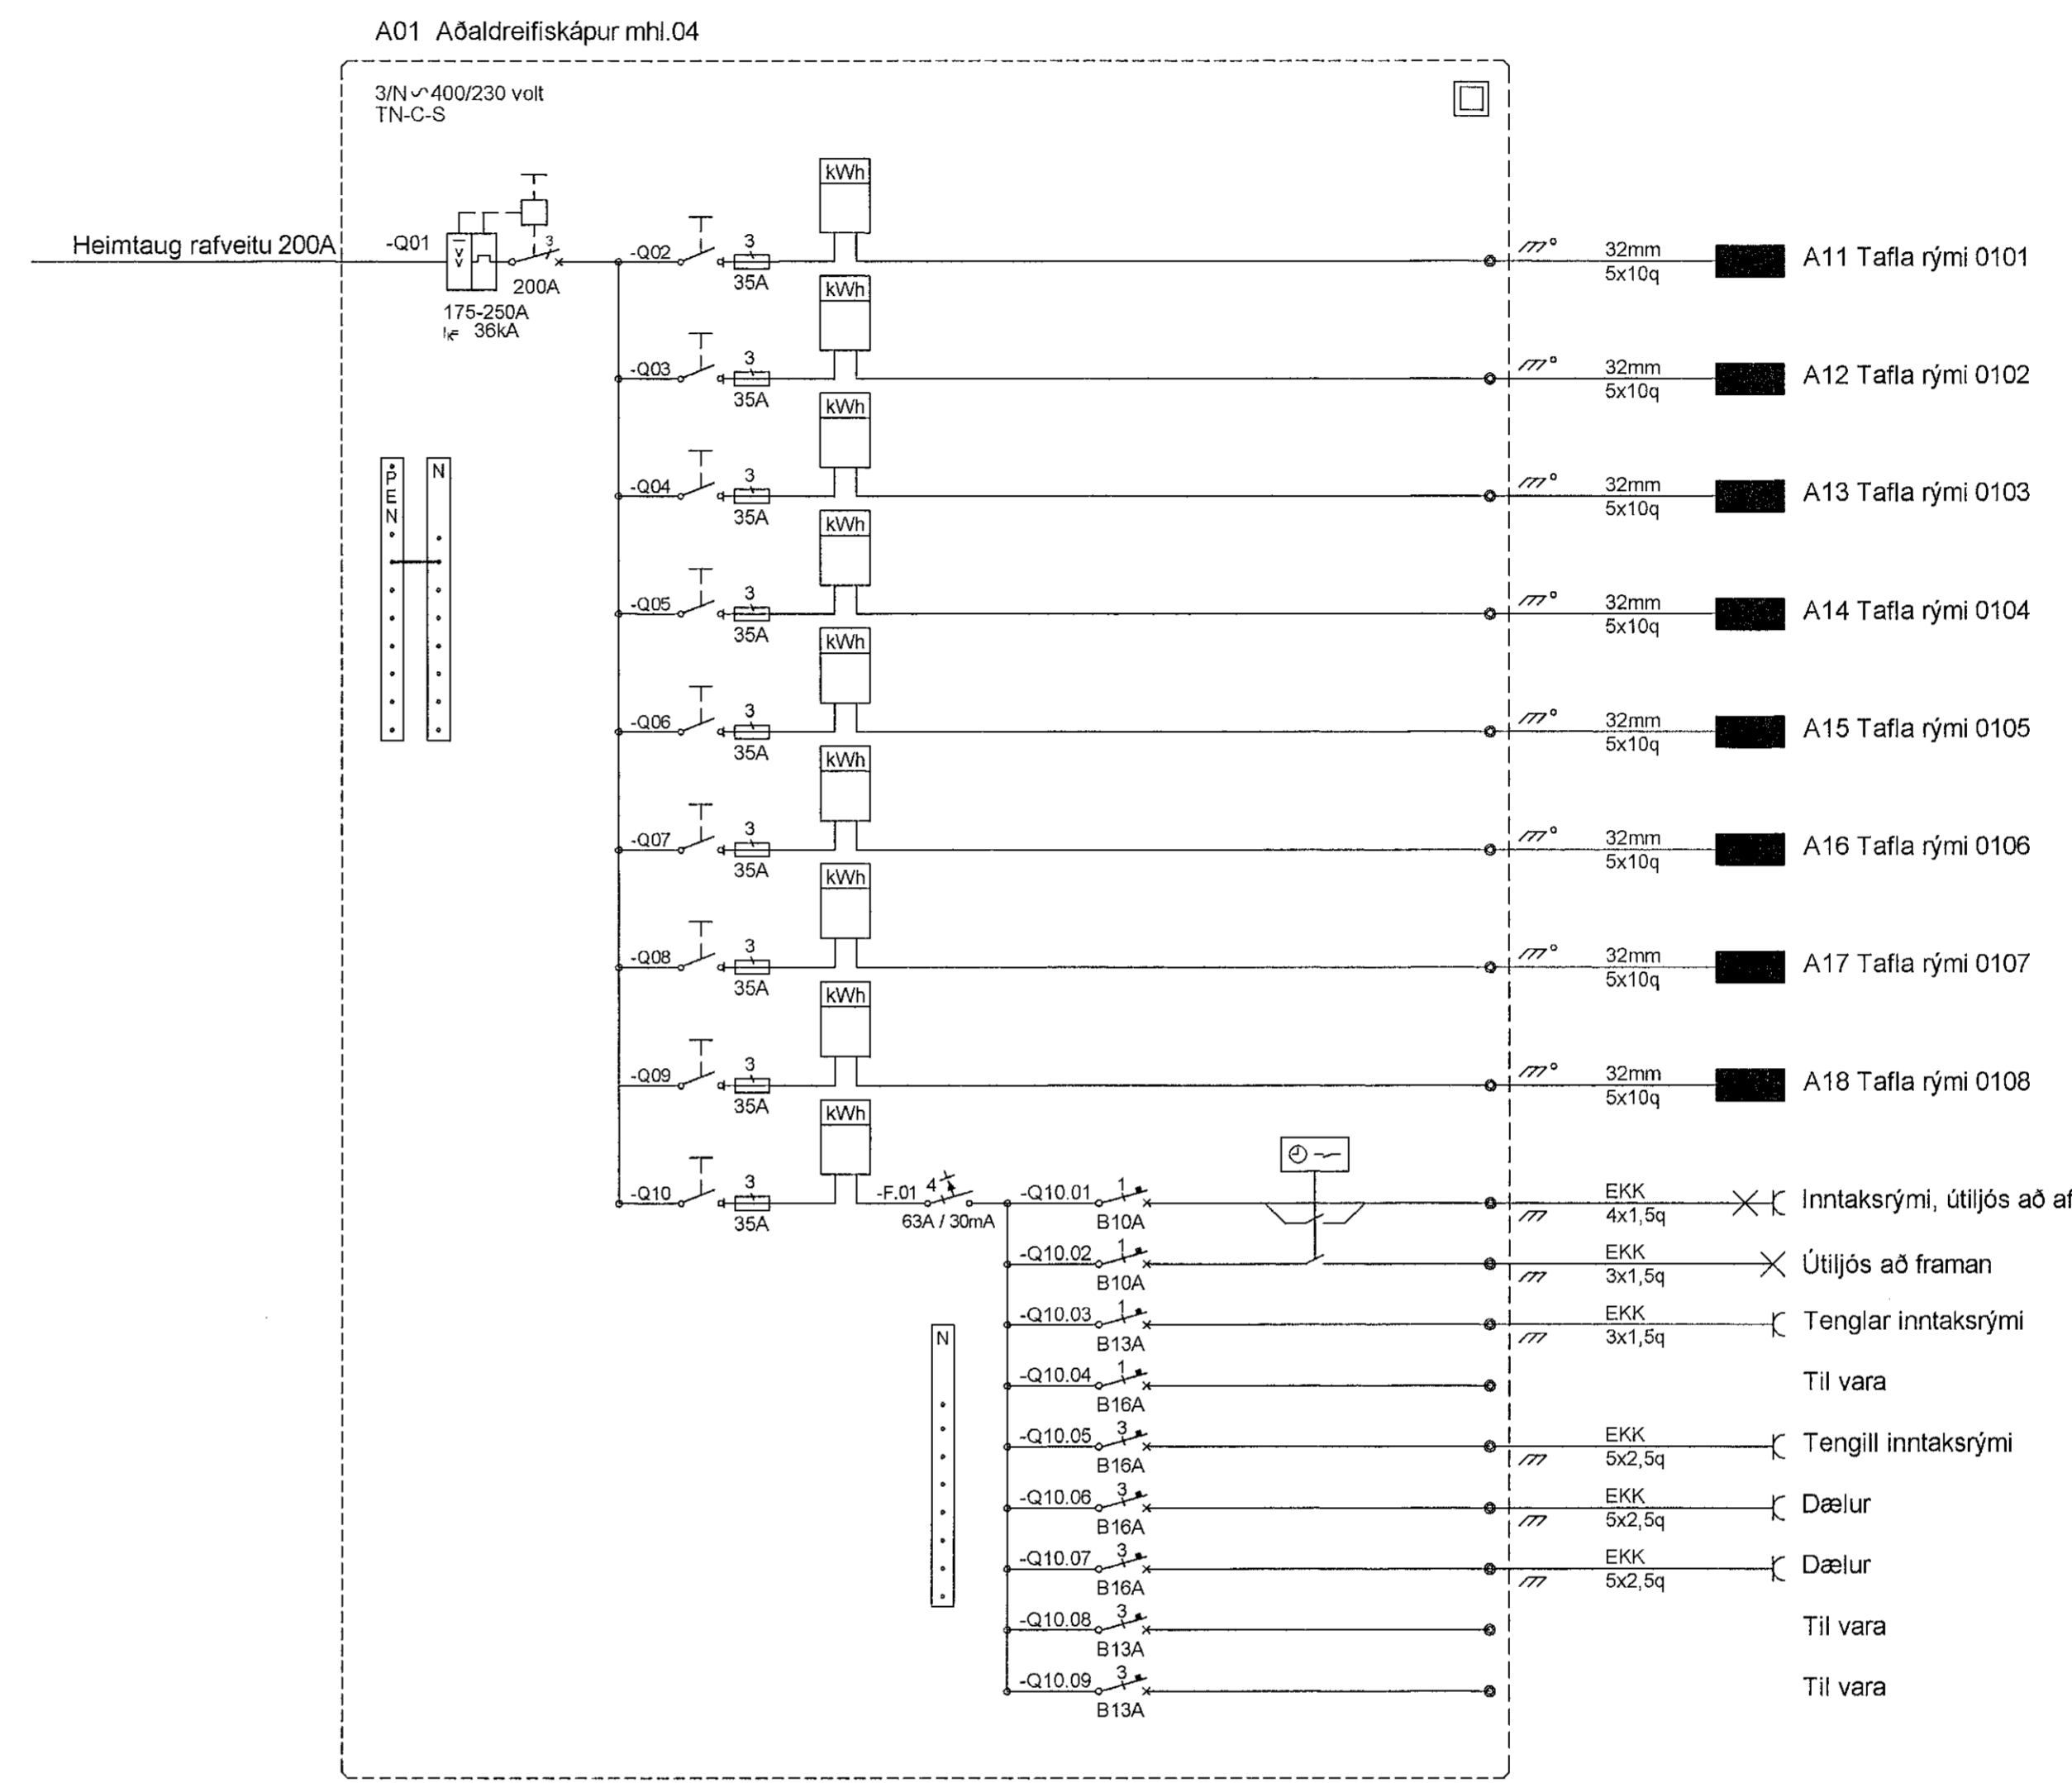 A01 Aðaldreifiskápur mhl.04
3/N 400/230 volt
TN-C-S
kWh
Heimtaug rafveitu 200A
-Q01
3
200A
175-250A
Ik= 36kA
-Q02
3
35A
32mm
5x10q
A11 Tafla rými 0101
kWh
-Q03
3
35A
32mm
5x10q
A12 Tafla rými 0102
kWh
PEN
N
-Q04
3
35A
32mm
5x10q
A13 Tafla rými 0103
kWh
-Q05
3
35A
32mm
5x10q
A14 Tafla rými 0104
kWh
-Q06
3
35A
32mm
5x10q
A15 Tafla rými 0105
kWh
-Q07
3
35A
32mm
5x10q
A16 Tafla rými 0106
kWh
-Q08
3
35A
32mm
5x10q
A17 Tafla rými 0107
kWh
-Q09
3
35A
32mm
5x10q
A18 Tafla rými 0108
kWh
-Q10
3
35A
-F.01
4
63A / 30mA
-Q10.01
1
B10A
EKK
4x1,5q
Inntaksrými, útiljós að af
-Q10.02
1
B10A
EKK
3x1,5q
Útiljós að framan
-Q10.03
1
B13A
EKK
3x1,5q
Tenglar inntaksrými
N
-Q10.04
1
B16A
Til vara
-Q10.05
3
B16A
EKK
5x2,5q
Tengill inntaksrými
-Q10.06
3
B16A
EKK
5x2,5q
Dælur
-Q10.07
3
B16A
EKK
5x2,5q
Dælur
-Q10.08
3
B13A
Til vara
-Q10.09
3
B13A
Til vara